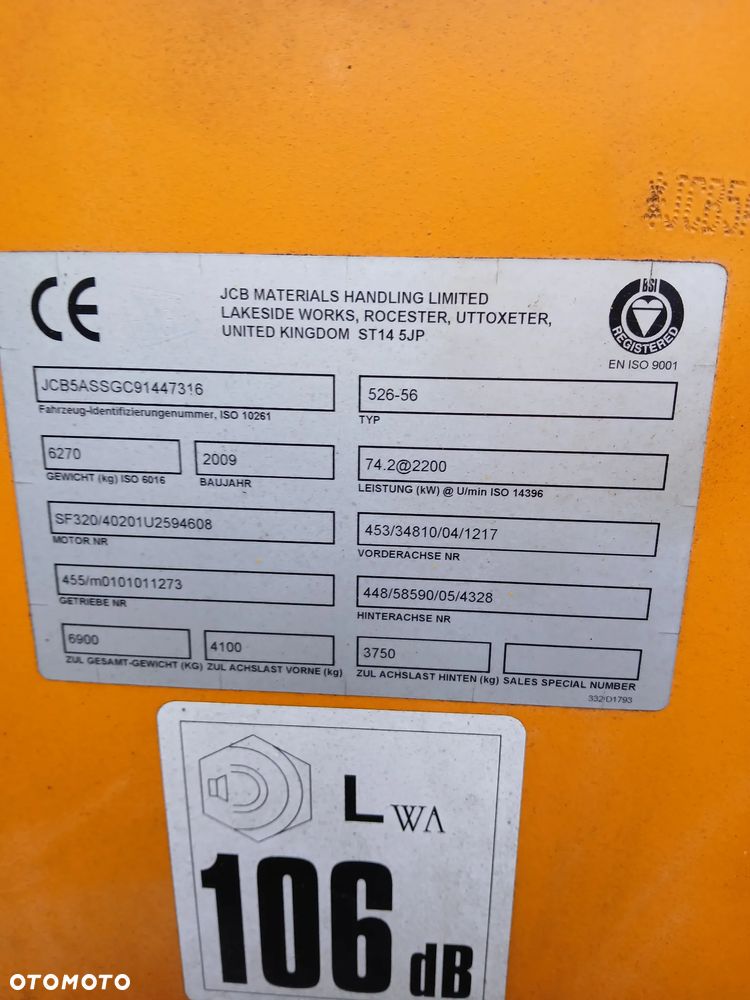 *JCB5
CE
JCB MATERIALS HANDLING LIMITED
LAKESIDE WORKS, ROCESTER, UTTOXETER,
UNITED KINGDOM ST14 5JP
BSI
REGISTERED
EN ISO 9001
JCB5ASSGC91447316
Fahrzeug-Identifizierungenummer, ISO 10261
526-56
TYP
6270
GEWICHT (kg) ISO 6016
2009
BAUJAHR
74.2@2200
LEISTUNG (kW) @ U/min ISO 14396
SF320/40201U2594608
MOTOR NR
453/34810/04/1217
VORDERACHSE NR
455/m0101011273
GETRIEBE NR
448/58590/05/4328
HINTERACHSE NR
6900
ZUL GESAMT-GEWICHT (KG)
4100
ZUL ACHSLAST VORNE (kg)
3750
ZUL ACHSLAST HINTEN (kg)
SALES SPECIAL NUMBER
332/D1793
LWA
106 dB
OTOMOTO